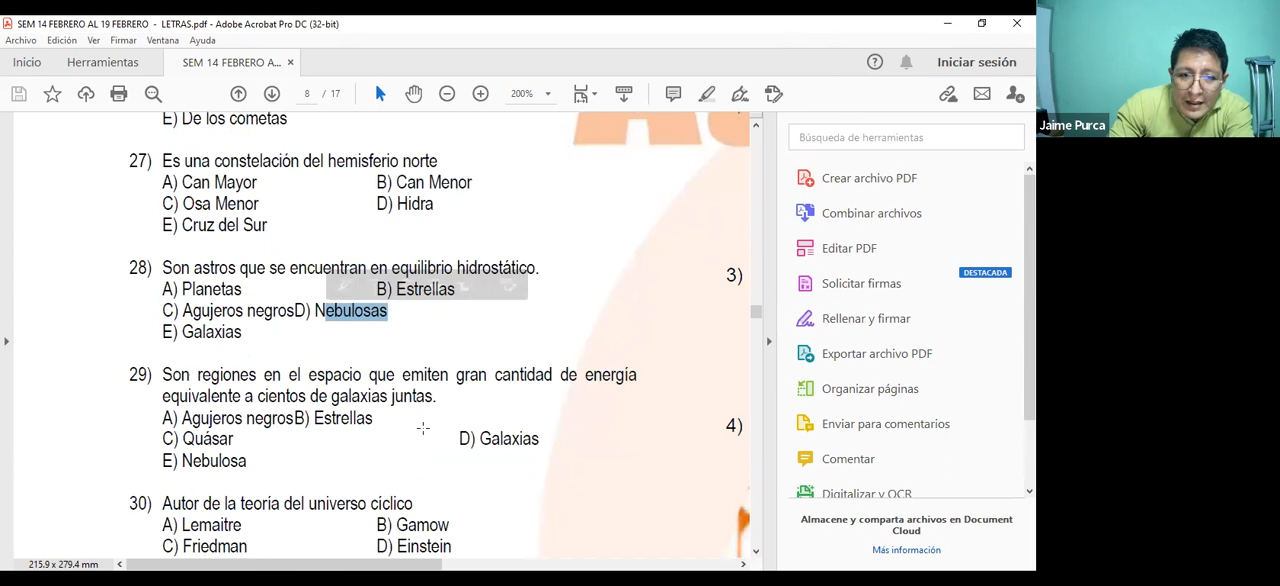 SEM 14 FEBRERO AL 19 FEBRERO - LETRAS.pdf - Adobe Acrobat Pro DC (32-bit)
Archivo Edición Ver Firmar Ventana Ayuda
Inicio Herramientas SEM 14 FEBRERO A... × Iniciar sesión
8 / 17 200%
E) De los cometas
27) Es una constelación del hemisferio norte
A) Can Mayor B) Can Menor
C) Osa Menor D) Hidra
E) Cruz del Sur
28) Son astros que se encuentran en equilibrio hidrostático.
A) Planetas B) Estrellas
C) Agujeros negrosD) Nebulosas
E) Galaxias
29) Son regiones en el espacio que emiten gran cantidad de energía
equivalente a cientos de galaxias juntas.
A) Agujeros negrosB) Estrellas
C) Quásar D) Galaxias
E) Nebulosa
30) Autor de la teoría del universo cíclico
A) Lemaitre B) Gamow
C) Friedman D) Einstein
3)
4)
215.9 x 279.4 mm
Búsqueda de herramientas
Crear archivo PDF
Combinar archivos
Editar PDF
DESTACADA
Solicitar firmas
Rellenar y firmar
Exportar archivo PDF
Organizar páginas
Enviar para comentarios
Comentar
Digitalizar y OCR
Almacene y comparta archivos en Document
Cloud
Más información
Jaime Purca